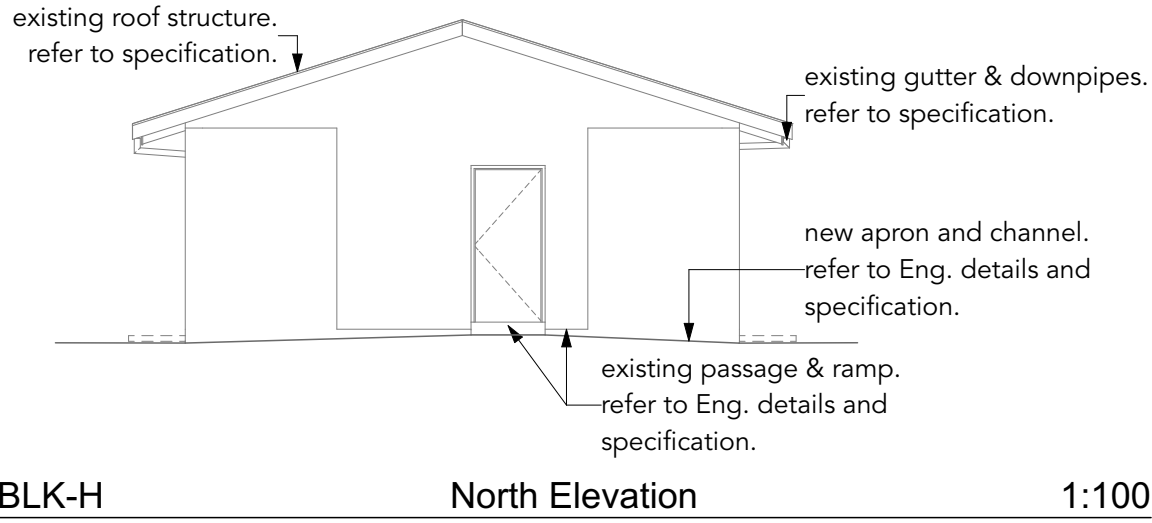 existing roof structure.
refer to specification.
existing gutter & downpipes.
refer to specification.
new apron and channel.
refer to Eng. details and
specification.
existing passage & ramp.
refer to Eng. details and
specification.
BLK-H North Elevation 1:100